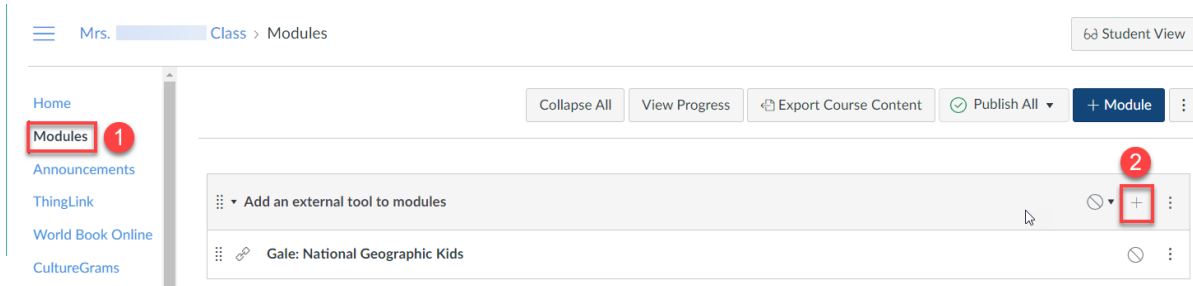 Mrs. Class > Modules
Student View
Home
Collapse All View Progress Export Course Content Publish All + Module
Modules 1
Announcements
2
ThingLink
Add an external tool to modules
World Book Online
Gale: National Geographic Kids
CultureGrams